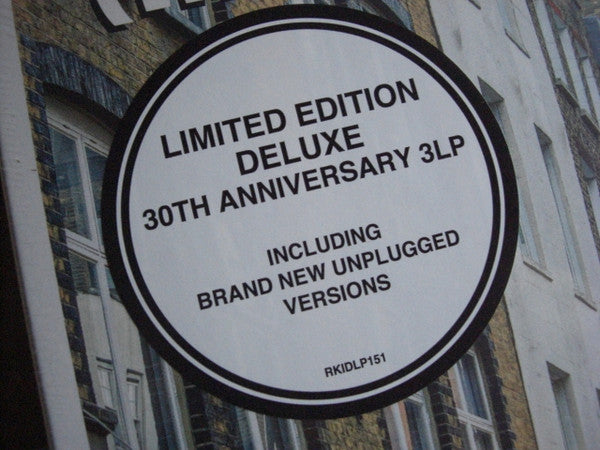 LIMITED EDITION
DELUXE
30TH ANNIVERSARY 3LP
INCLUDING
BRAND NEW UNPLUGGED
VERSIONS
RKIDLP151